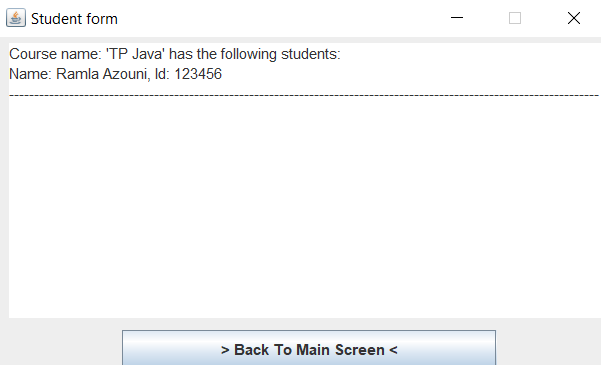 Student form
Course name: 'TP Java' has the following students:
Name: Ramla Azouni, Id: 123456
----------------------------------------------------------------------------------------------------------------------------------------------------
> Back To Main Screen <